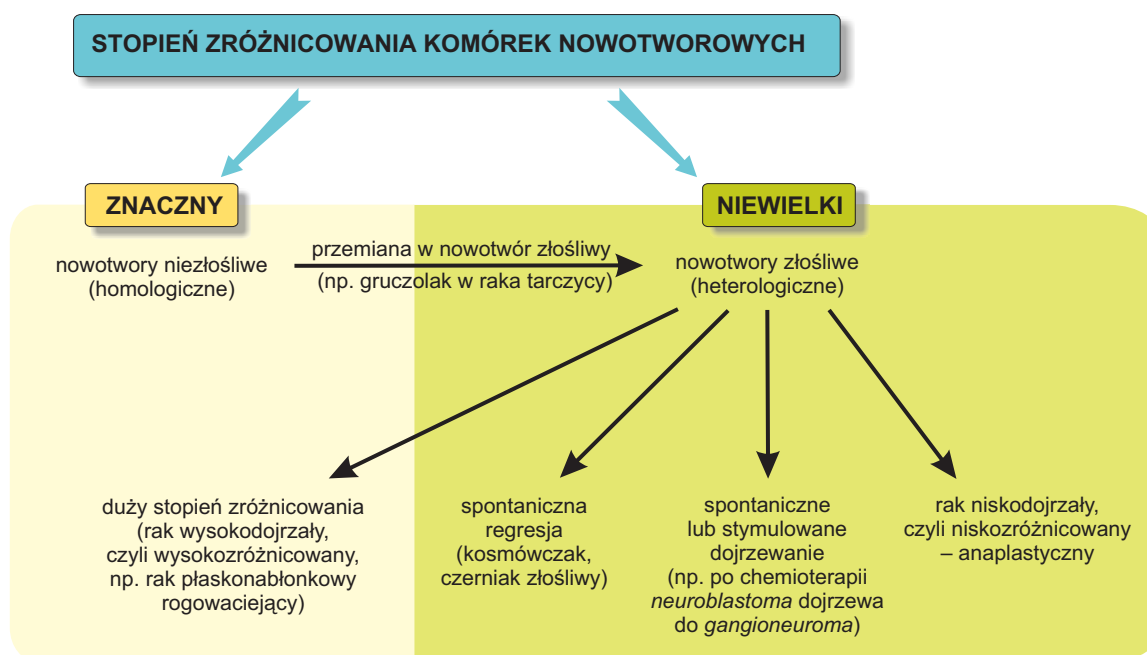 STOPIEŃ ZRÓŻNICOWANIA KOMÓREK NOWOTWOROWYCH
ZNACZNY
NIEWIELKI
nowotwory niezłośliwe
(homologiczne)
przemiana w nowotwór złośliwy
(np. gruczolak w raka tarczycy)
nowotwory złośliwe
(heterologiczne)
duży stopień zróżnicowania
(rak wysokodojrzały,
czyli wysokozróżnicowany,
np. rak płaskonabłonkowy
rogowaciejący)
spontaniczna
regresja
(kosmówczak,
czerniak złośliwy)
spontaniczne
lub stymulowane
dojrzewanie
(np. po chemioterapii
neuroblastoma dojrzewa
do gangioneuroma)
rak niskodojrzały,
czyli niskozróżnicowany
– anaplastyczny